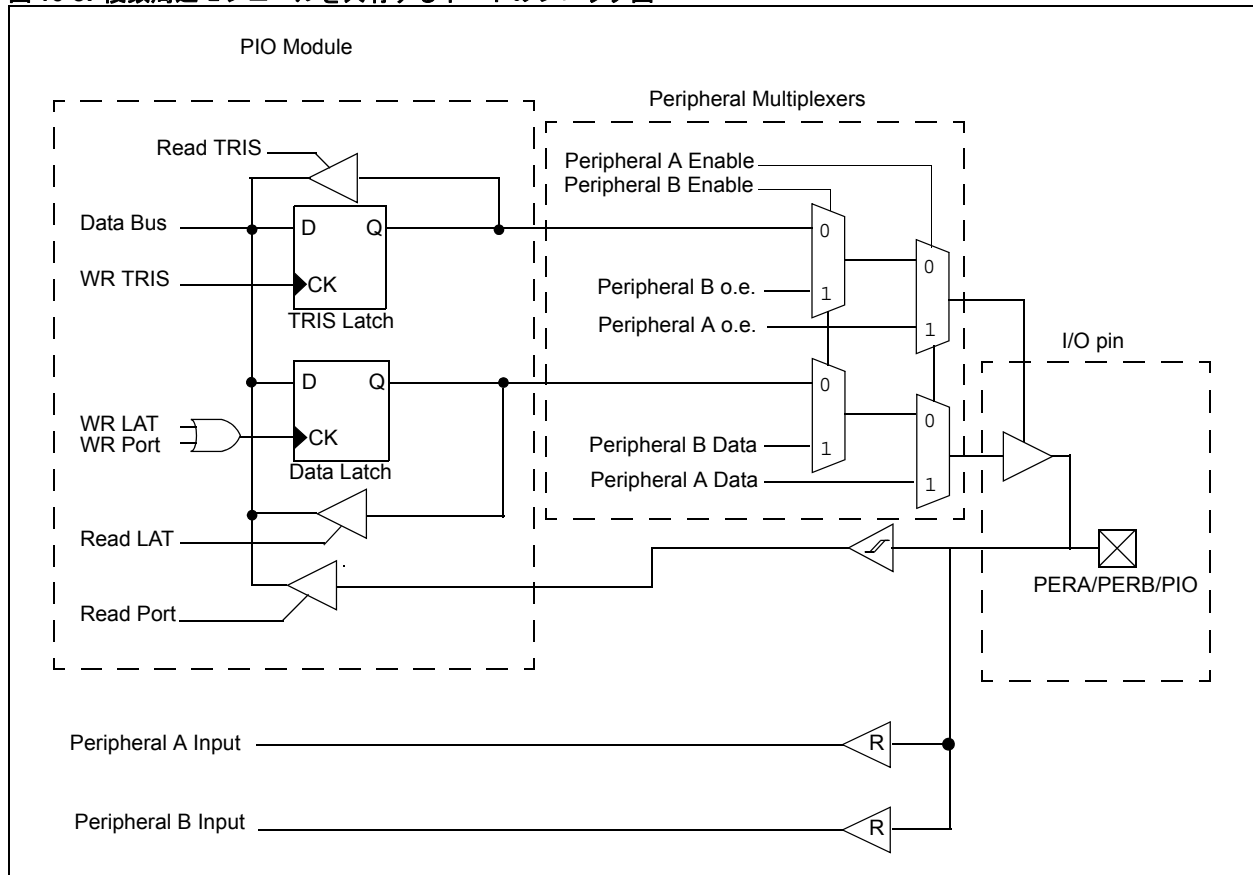 PIO Module
Peripheral Multiplexers
Read TRIS
Peripheral A Enable
Peripheral B Enable
Data Bus
D Q
0
0
WR TRIS
CK
Peripheral B o.e.
1
TRIS Latch
Peripheral A o.e.
1
I/O pin
D Q
0
0
WR LAT
WR Port
CK
Peripheral B Data
1
Data Latch
Peripheral A Data
1
Read LAT
PERA/PERB/PIO
Read Port
Peripheral A Input
R
Peripheral B Input
R